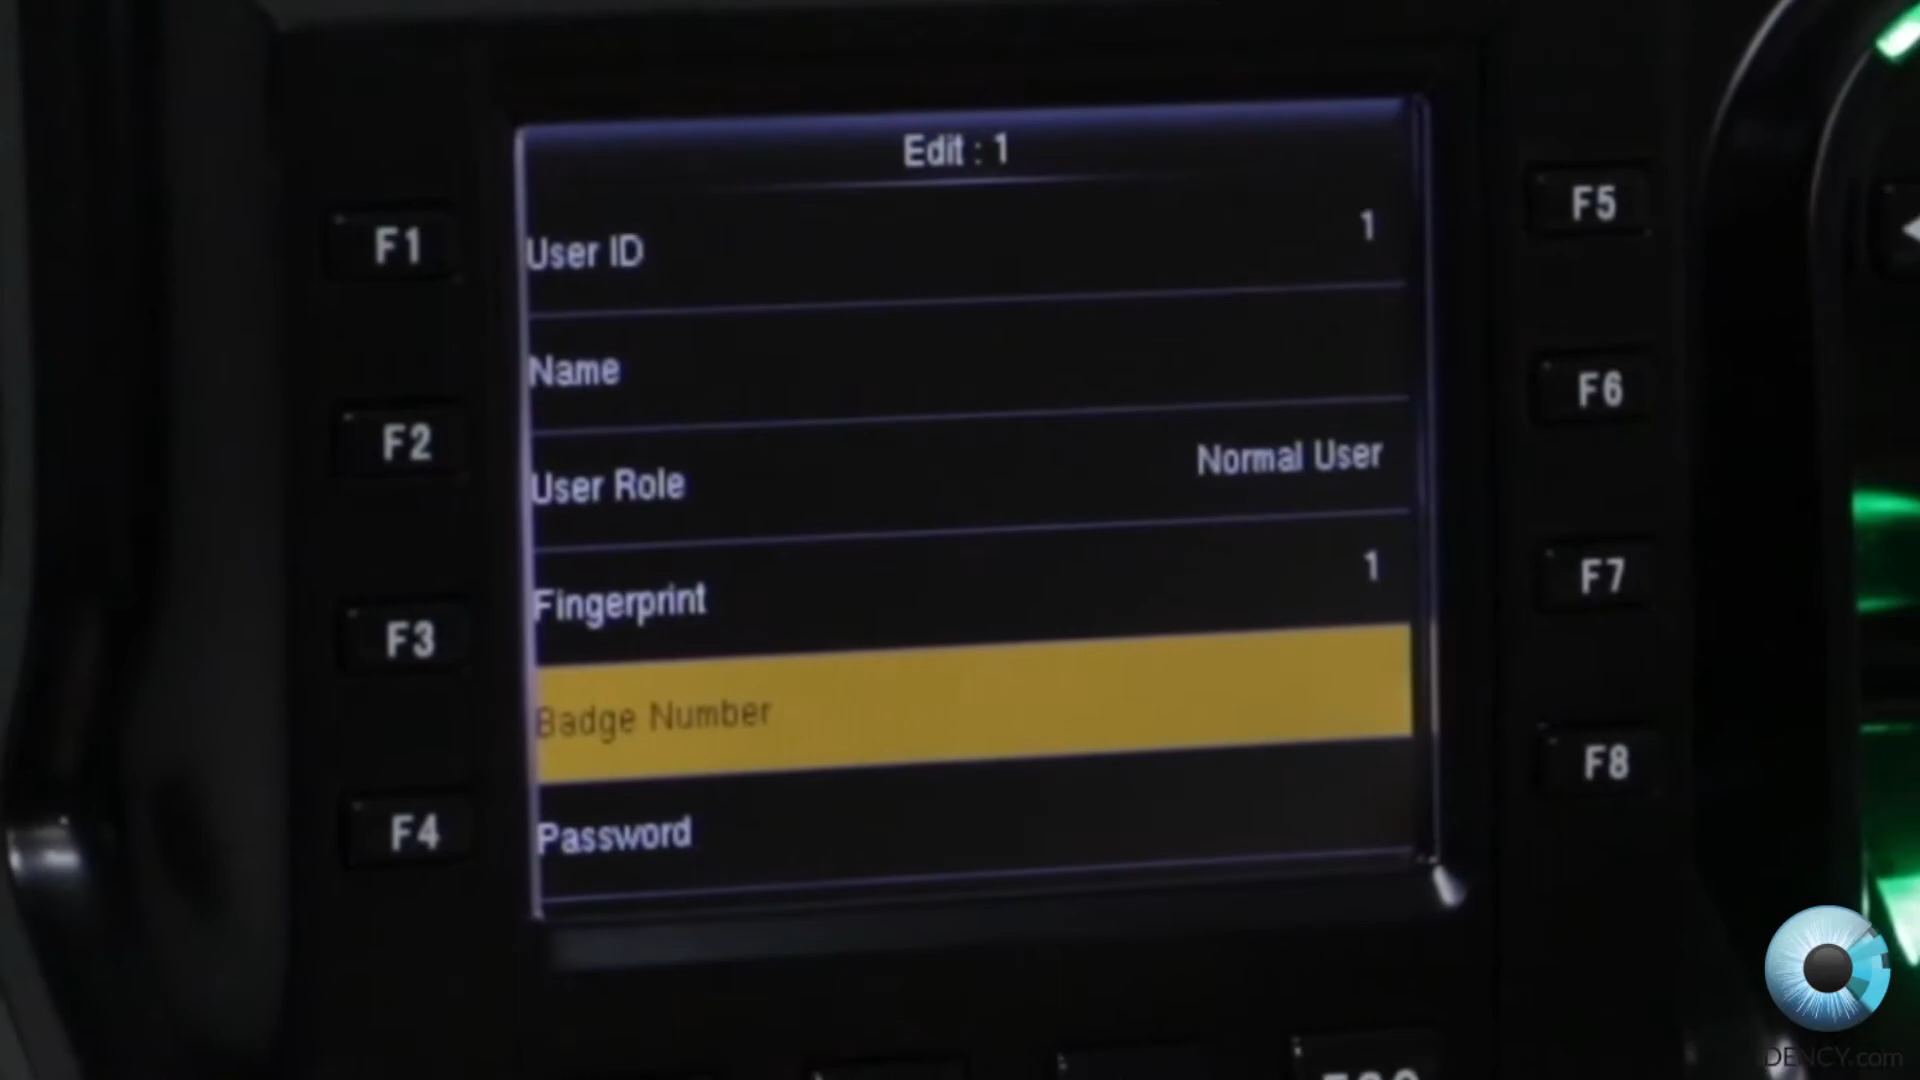 Edit : 1
User ID 1
Name
User Role Normal User
Fingerprint 1
Badge Number
Password
F1
F2
F3
F4
F5
F6
F7
F8
DENCY.com